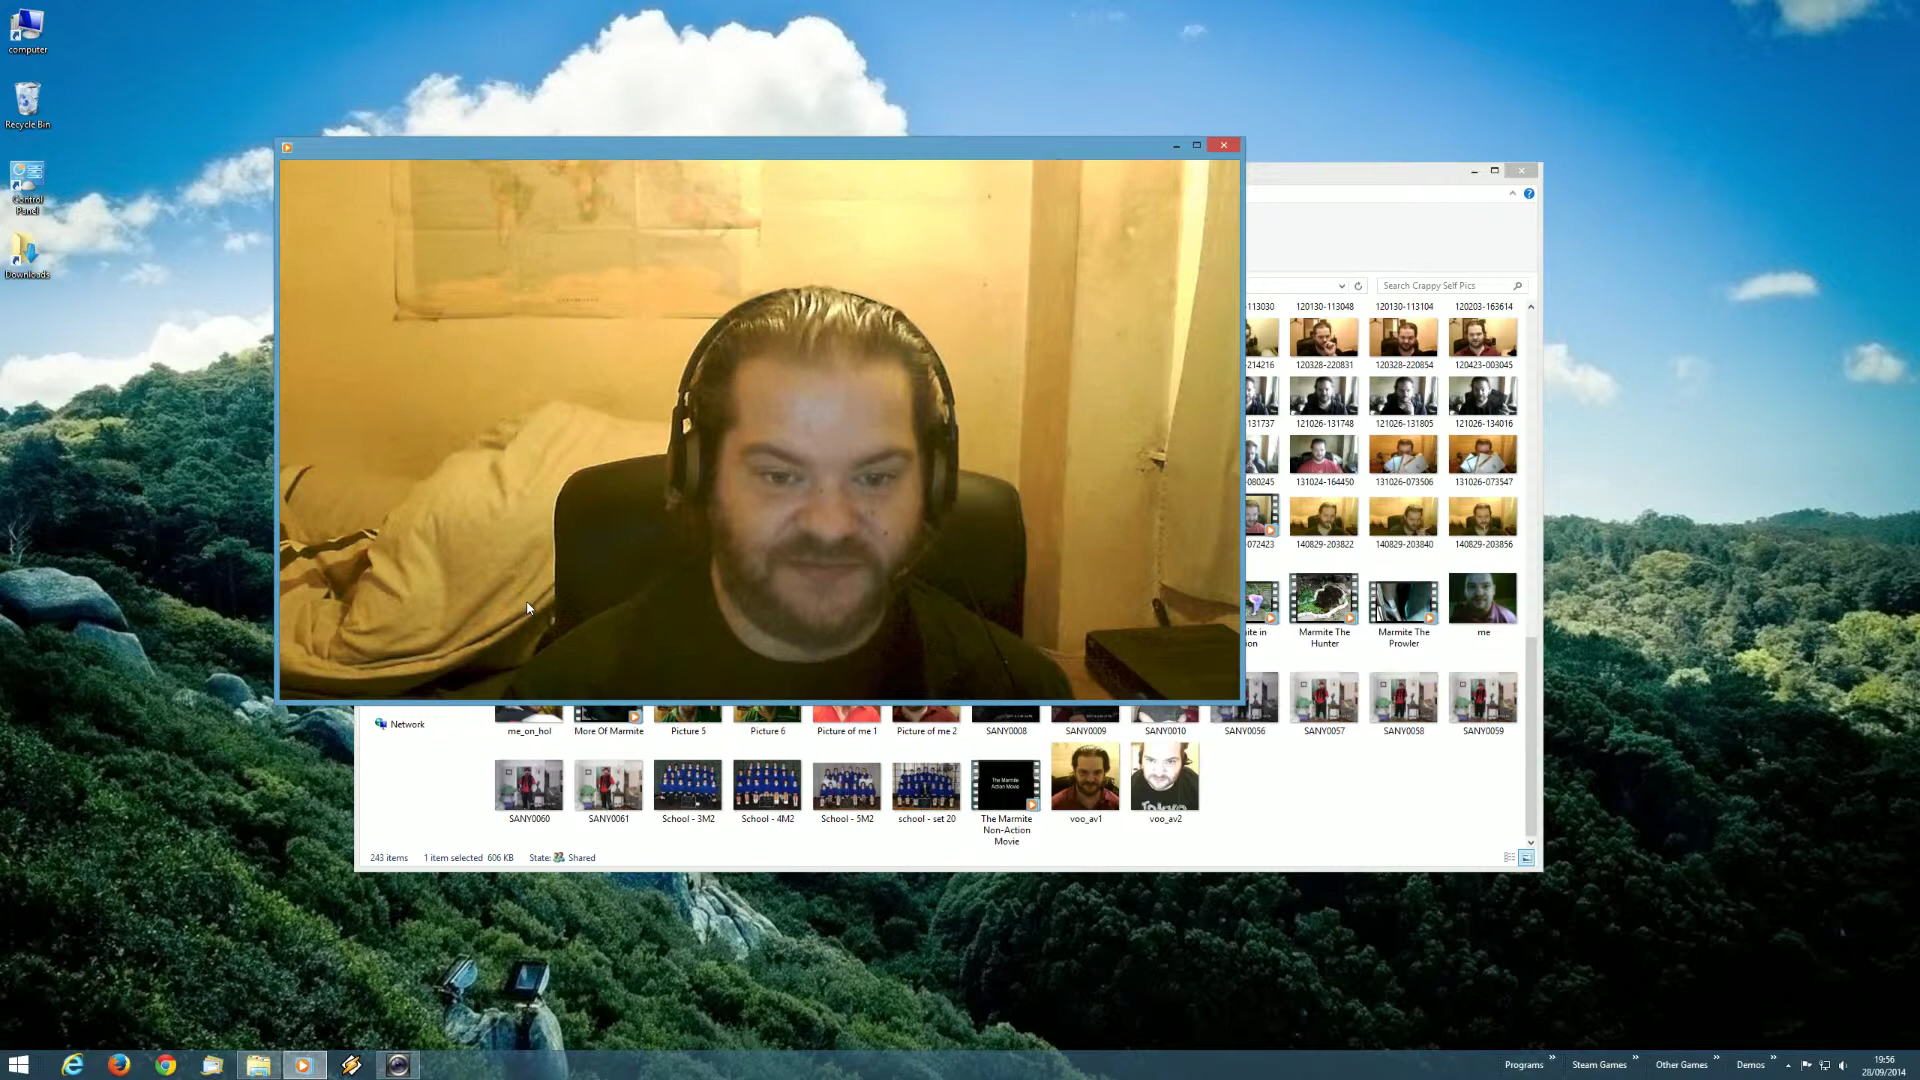 computer
Recycle Bin
Control
Panel
Downloads
Search Crappy Self Pics
113030
120130-113048
120130-113104
120203-163614
214216
120328-220831
120328-220854
120423-003045
131737
121026-131748
121026-131805
121026-134016
080245
131024-164450
131026-073506
131026-073547
072423
140829-203822
140829-203840
140829-203856
Marmite The
Hunter
Marmite The
Prowler
me
Network
me_on_hol
More Of Marmite
Picture 5
Picture 6
Picture of me 1
Picture of me 2
SANY0008
SANY0009
SANY0010
SANY0056
SANY0057
SANY0058
SANY0059
The Marmite
Action Movie
SANY0060
SANY0061
School - 3M2
School - 4M2
School - 5M2
school - set 20
The Marmite
Non-Action
Movie
voo_av1
voo_av2
243 items
1 item selected 606 KB
State: Shared
Programs
Steam Games
Other Games
Demos
19:56
28/09/2014